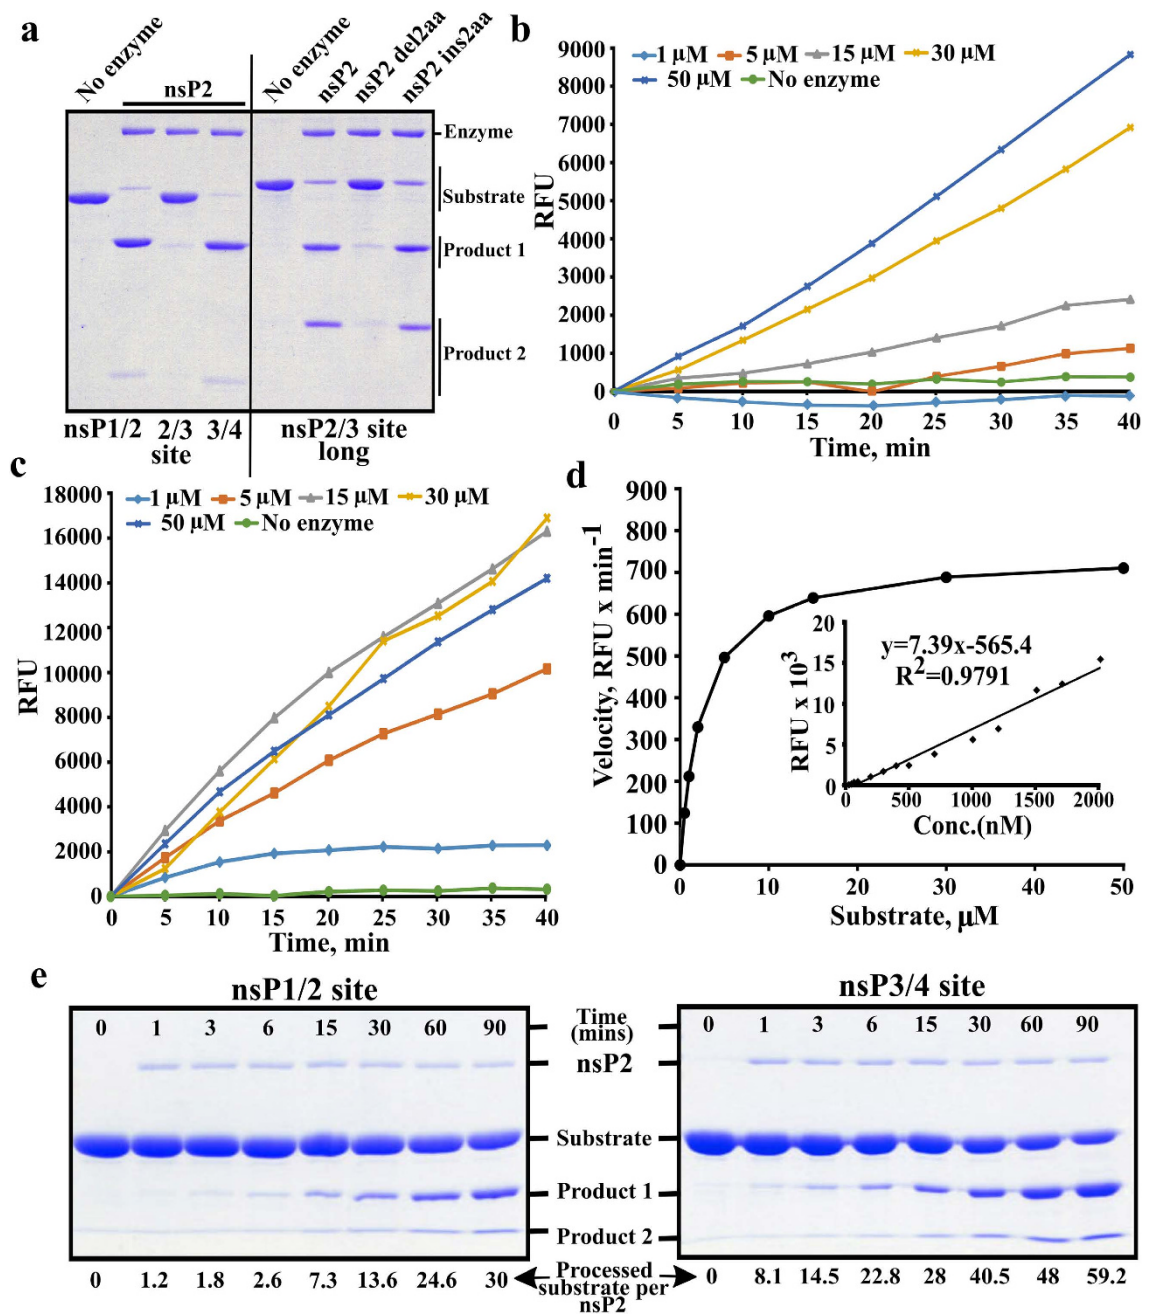 a
No enzyme
nsP2
No enzyme
nsP2
nsP2 del2aa
nsP2 ins2aa
Enzyme
Substrate
Product 1
Product 2
nsP1/2 2/3 3/4
site
nsP2/3 site
long
b
1 µM 5 µM 15 µM 30 µM
50 µM No enzyme
9000
8000
7000
6000
5000
4000
3000
2000
1000
0
RFU
0 5 10 15 20 25 30 35 40
Time, min
c
1 µM 5 µM 15 µM 30 µM
50 µM No enzyme
18000
16000
14000
12000
10000
8000
6000
4000
2000
0
RFU
0 5 10 15 20 25 30 35 40
Time, min
d
900
800
700
600
500
400
300
200
100
0
Velocity, RFU x min-1
0 10 20 30 40 50
Substrate, µM
20
15
10
5
0
RFU x 10^3
y=7.39x-565.4
R^2=0.9791
0 500 1000 1500 2000
Conc.(nM)
e
nsP1/2 site
nsP3/4 site
0 1 3 6 15 30 60 90
Time
(mins)
0 1 3 6 15 30 60 90
nsP2
Substrate
Product 1
Product 2
0 1.2 1.8 2.6 7.3 13.6 24.6 30
Processed
substrate per
nsP2
0 8.1 14.5 22.8 28 40.5 48 59.2